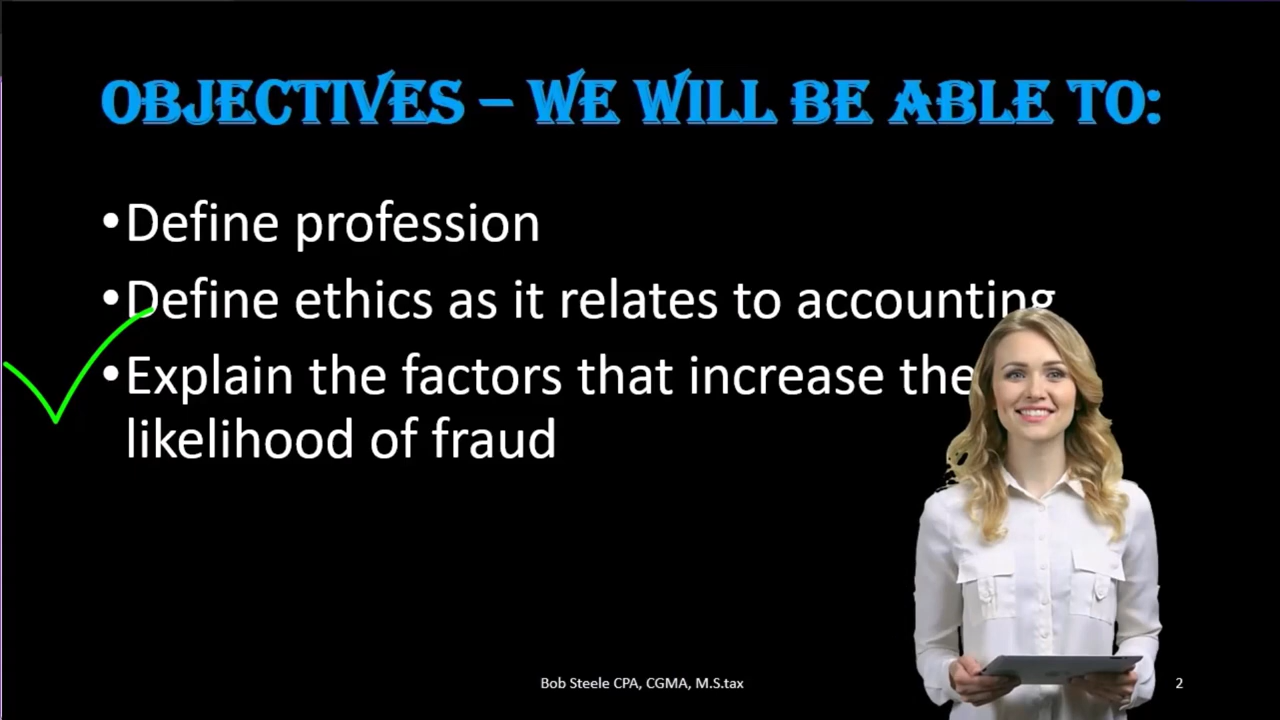 OBJECTIVES – WE WILL BE ABLE TO:
•Define profession
•Define ethics as it relates to accounting
•Explain the factors that increase the
likelihood of fraud
Bob Steele CPA, CGMA, M.S.tax
2